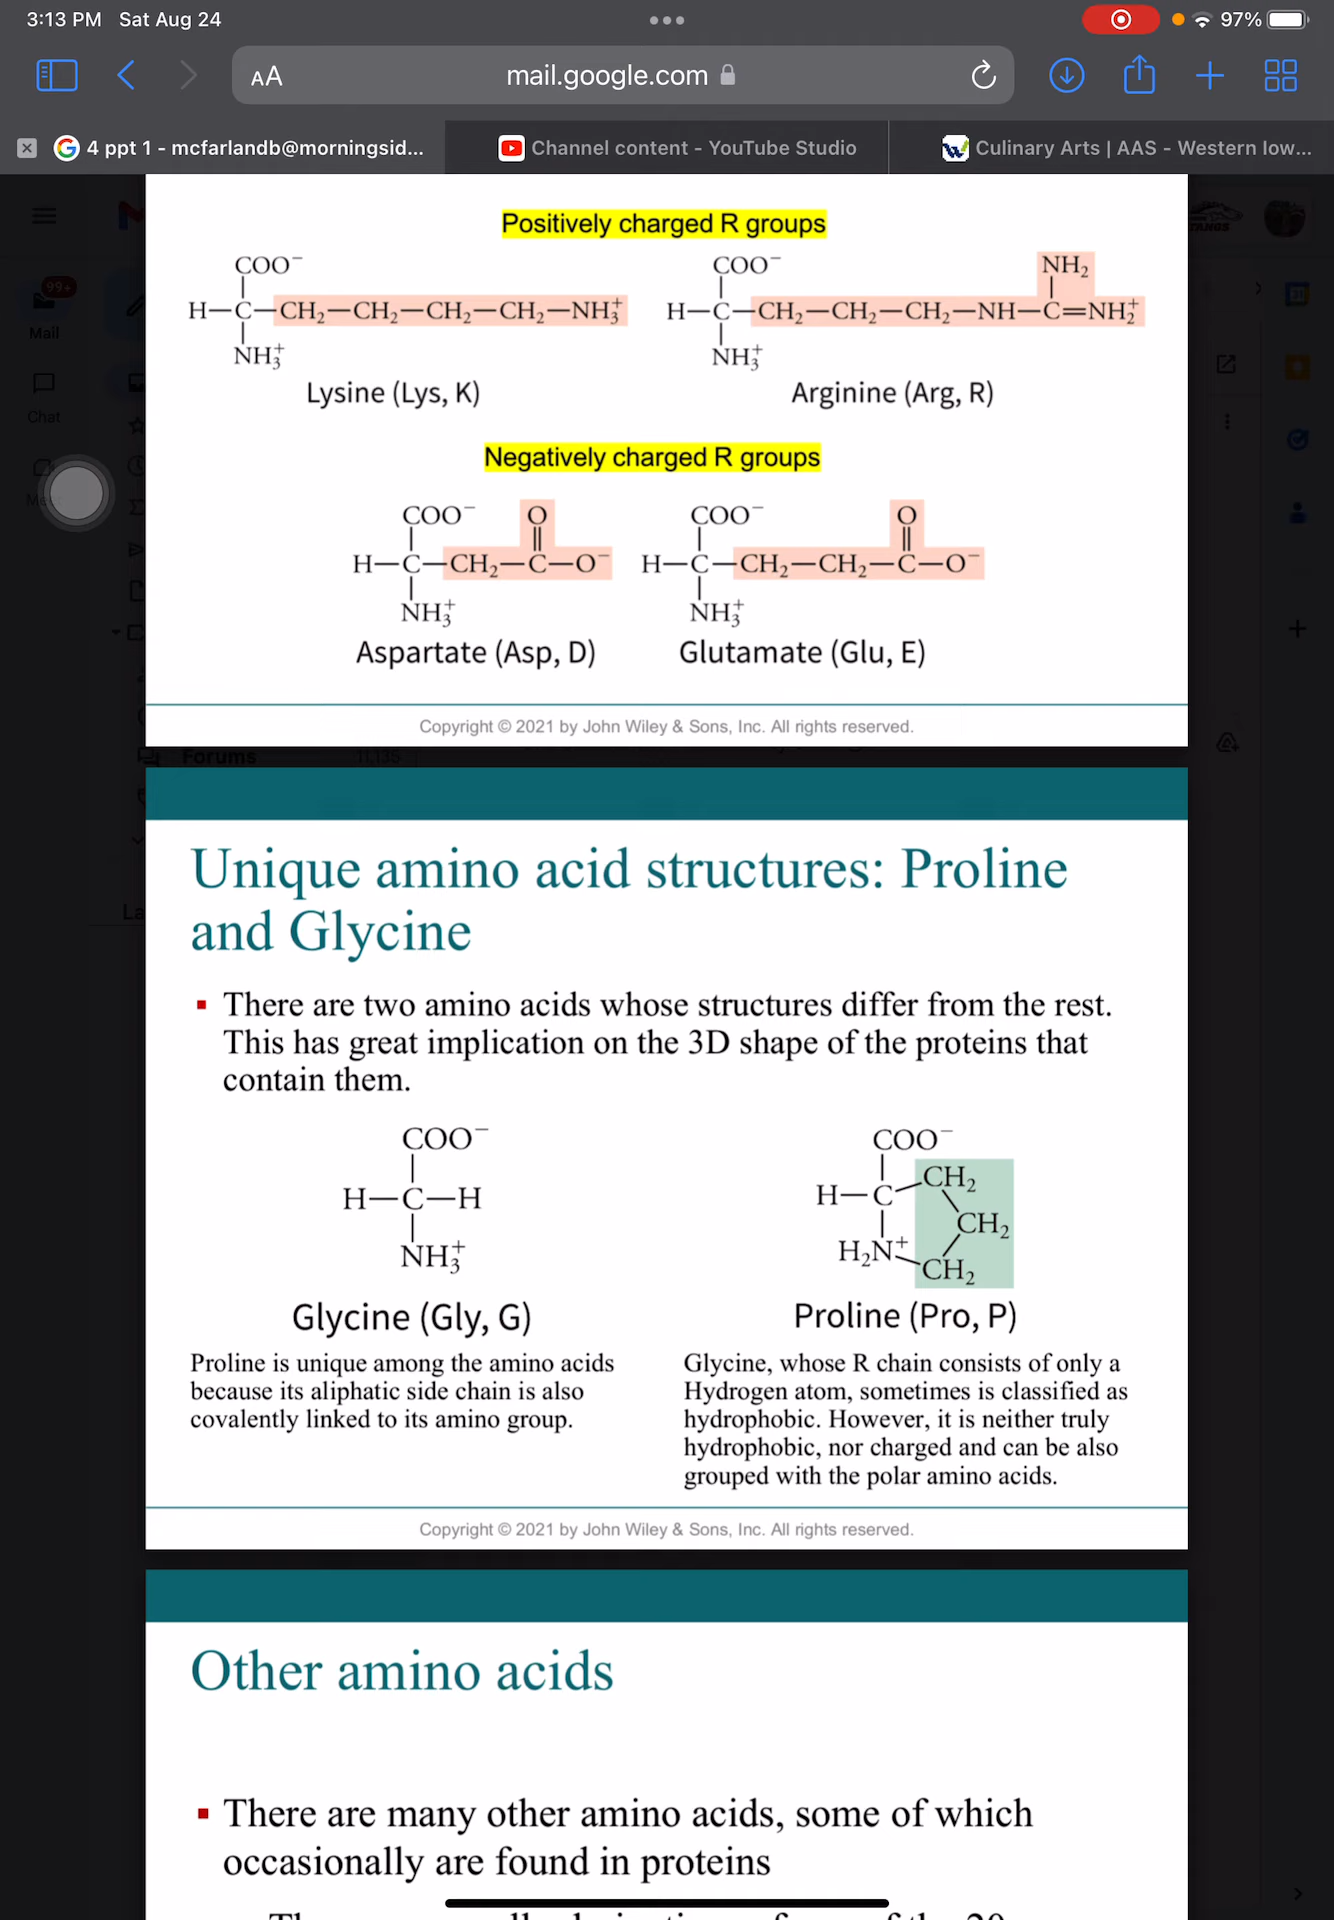 3:13 PM Sat Aug 24
97%
AA
mail.google.com
4 ppt 1 - mcfarlandb@morningsid...
Channel content - YouTube Studio
Culinary Arts | AAS - Western Iow...
99+
Mail
Chat
Positively charged R groups
COO⁻
COO⁻
NH₂
H—C—CH₂—CH₂—CH₂—CH₂—NH₃⁺
H—C—CH₂—CH₂—CH₂—NH—C=NH₂⁺
NH₃⁺
NH₃⁺
Lysine (Lys, K)
Arginine (Arg, R)
Negatively charged R groups
COO⁻
O
COO⁻
O
H—C—CH₂—C—O⁻
H—C—CH₂—CH₂—C—O⁻
NH₃⁺
NH₃⁺
Aspartate (Asp, D)
Glutamate (Glu, E)
Copyright © 2021 by John Wiley & Sons, Inc. All rights reserved.
Forums
11,135
Unique amino acid structures: Proline
and Glycine
▪ There are two amino acids whose structures differ from the rest.
This has great implication on the 3D shape of the proteins that
contain them.
COO⁻
H—C—H
NH₃⁺
Glycine (Gly, G)
COO⁻
CH₂
H—C
CH₂
H₂N⁺
CH₂
Proline (Pro, P)
Proline is unique among the amino acids
because its aliphatic side chain is also
covalently linked to its amino group.
Glycine, whose R chain consists of only a
Hydrogen atom, sometimes is classified as
hydrophobic. However, it is neither truly
hydrophobic, nor charged and can be also
grouped with the polar amino acids.
Copyright © 2021 by John Wiley & Sons, Inc. All rights reserved.
Other amino acids
▪ There are many other amino acids, some of which
occasionally are found in proteins